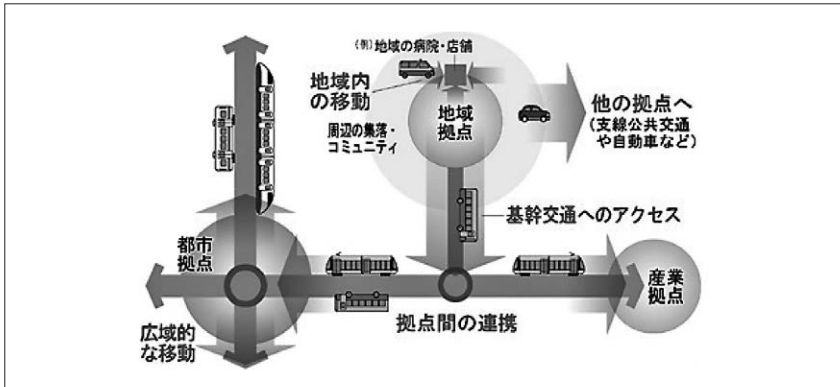 (例)地域の病院・店舗
地域内
の移動
地域
拠点
周辺の集落・
コミュニティ
他の拠点へ
(支線公共交通
や自動車など)
基幹交通へのアクセス
都市
拠点
産業
拠点
拠点間の連携
広域的
な移動